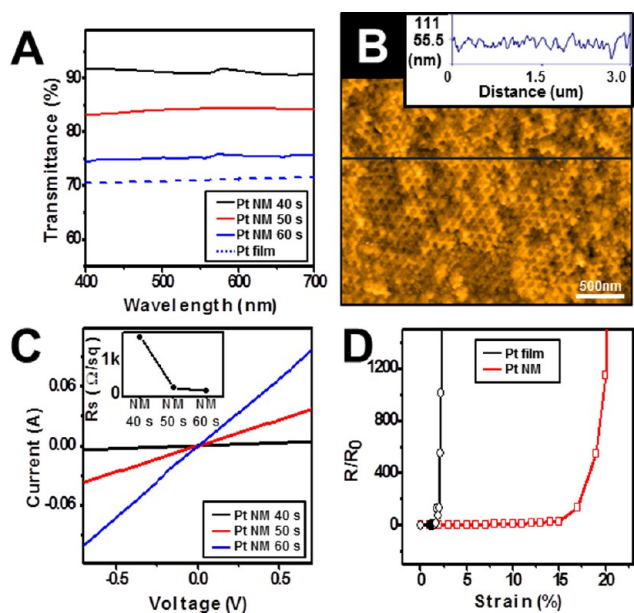 A
Transmittance (%)
90
80
70
60
Pt NM 40 s
Pt NM 50 s
Pt NM 60 s
Pt film
400 500 600 700
Wavelength (nm)
B
111
55.5
(nm)
0 1.5 3.0
Distance (um)
500nm
C
Current (A)
0.06
0.00
-0.06
Rs (Ω/sq)
1k
0
NM NM NM
40 s 50 s 60 s
Pt NM 40 s
Pt NM 50 s
Pt NM 60 s
-0.5 0.0 0.5
Voltage (V)
D
R/R0
1200
800
400
0
Pt film
Pt NM
0 5 10 15 20
Strain (%)